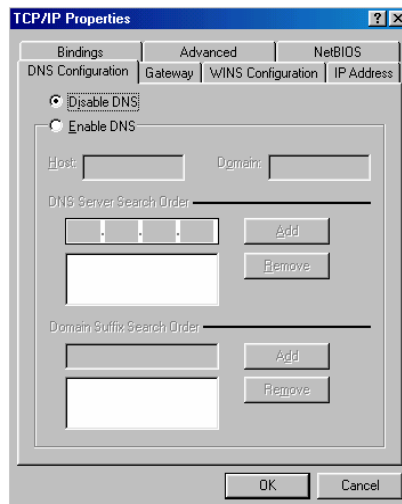 TCP/IP Properties
Bindings Advanced NetBIOS
DNS Configuration Gateway WINS Configuration IP Address
Disable DNS
Enable DNS
Host: Domain:
DNS Server Search Order
Add
Remove
Domain Suffix Search Order
Add
Remove
OK Cancel